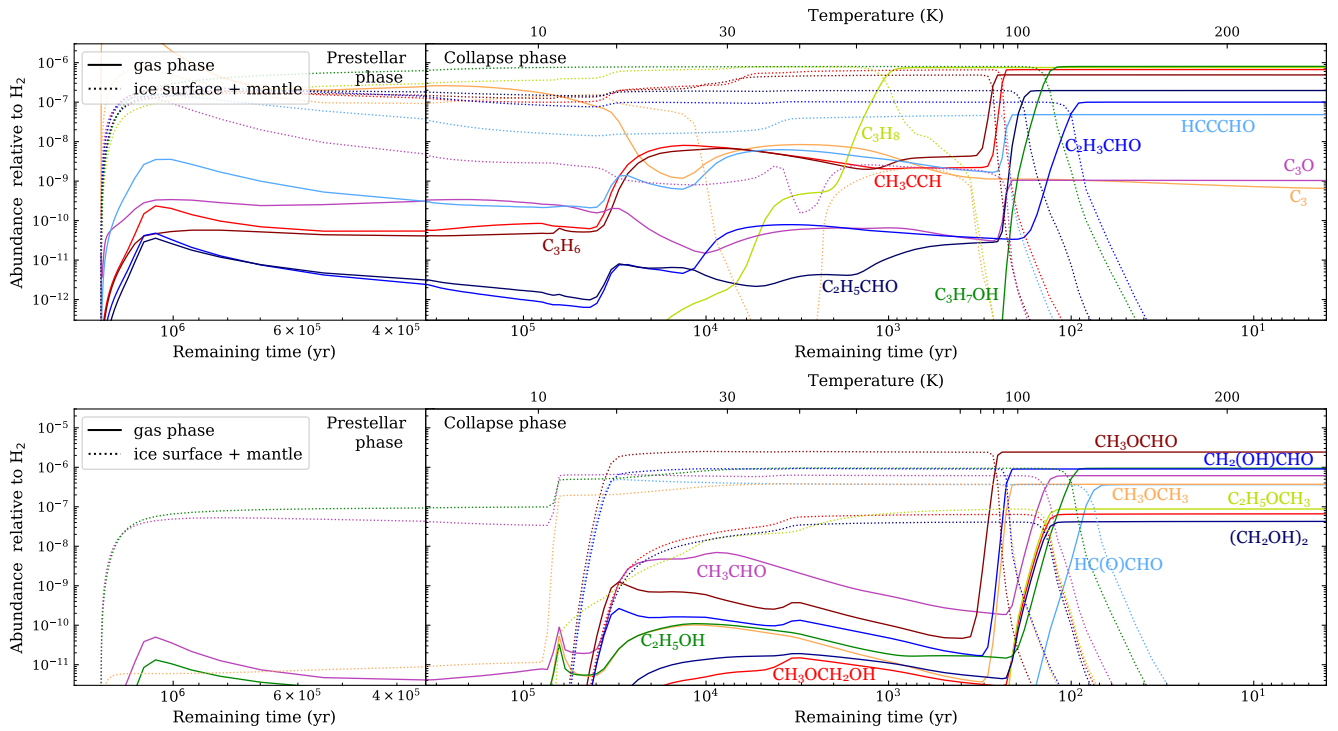 Temperature (K)
10 30 100 200
Prestellar phase
Collapse phase
gas phase
ice surface + mantle
10⁻⁶
10⁻⁷
10⁻⁸
10⁻⁹
10⁻¹⁰
10⁻¹¹
10⁻¹²
Abundance relative to H₂
C₃H₈
HCCCHO
C₂H₃CHO
CH₃CCH
C₃O
C₃
C₃H₆
C₂H₅CHO
C₃H₇OH
10⁶ 6 × 10⁵ 4 × 10⁵ 10⁵ 10⁴ 10³ 10² 10¹
Remaining time (yr) Remaining time (yr)
Temperature (K)
10 30 100 200
Prestellar phase
Collapse phase
gas phase
ice surface + mantle
10⁻⁵
10⁻⁶
10⁻⁷
10⁻⁸
10⁻⁹
10⁻¹⁰
10⁻¹¹
Abundance relative to H₂
CH₃OCHO
CH₂(OH)CHO
CH₃OCH₃
C₂H₅OCH₃
(CH₂OH)₂
HC(O)CHO
CH₃CHO
C₂H₅OH
CH₃OCH₂OH
10⁶ 6 × 10⁵ 4 × 10⁵ 10⁵ 10⁴ 10³ 10² 10¹
Remaining time (yr) Remaining time (yr)